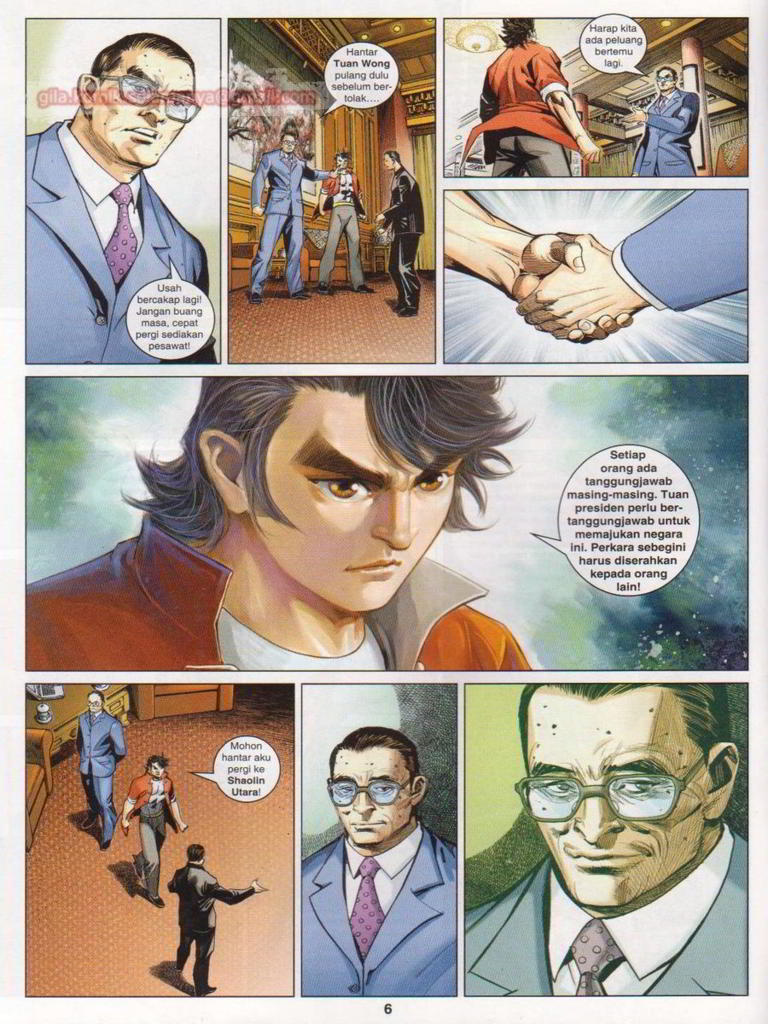 Usah
bercakap lagi!
Jangan buang
masa, cepat
pergi sediakan
pesawat!
Hantar
Tuan Wong
pulang dulu
sebelum ber-
tolak....
Harap kita
ada peluang
bertemu
lagi.
Setiap
orang ada
tanggungjawab
masing-masing. Tuan
presiden perlu ber-
tanggungjawab untuk
memajukan negara
ini. Perkara sebegini
harus diserahkan
kepada orang
lain!
Mohon
hantar aku
pergi ke
Shaolin
Utara!
6